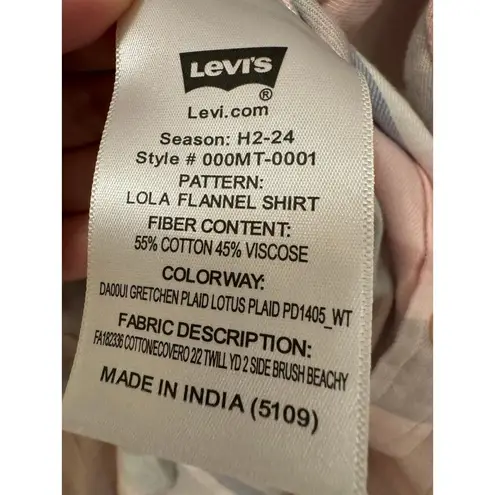 LEVI'S
®
Levi.com
Season: H2-24
Style # 000MT-0001
PATTERN:
LOLA FLANNEL SHIRT
FIBER CONTENT:
55% COTTON 45% VISCOSE
COLORWAY:
DA00UI GRETCHEN PLAID LOTUS PLAID PD1405_WT
FABRIC DESCRIPTION:
FA182336 COTTON/ECOVERO 2/2 TWILL YD 2 SIDE BRUSH BEACHY
MADE IN INDIA (5109)